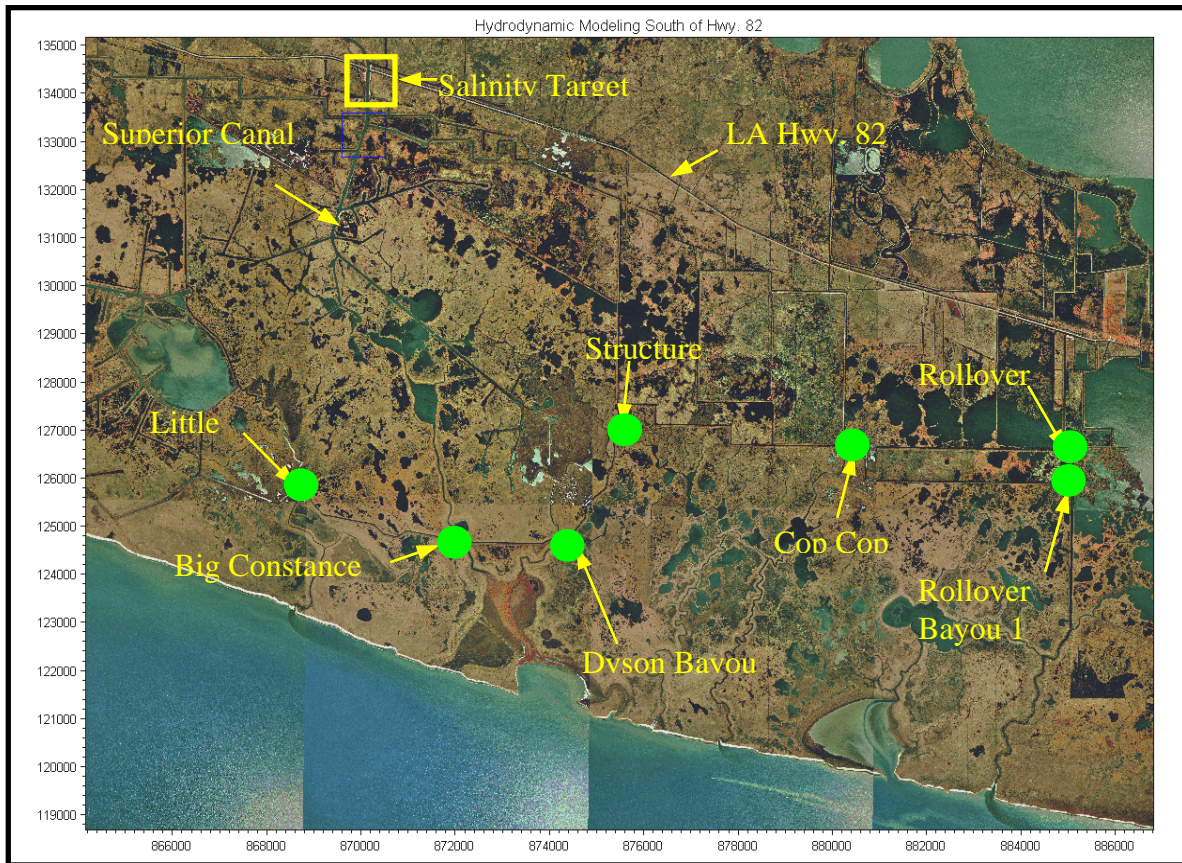 Hydrodynamic Modeling South of Hwy. 82
135000
134000
133000
132000
131000
130000
129000
128000
127000
126000
125000
124000
123000
122000
121000
120000
119000
Salinity Target
Superior Canal
LA Hwy. 82
Structure
Rollover
Little
Big Constance
Cop Cop
Dyson Bayou
Rollover
Bayou 1
866000 868000 870000 872000 874000 876000 878000 880000 882000 884000 886000